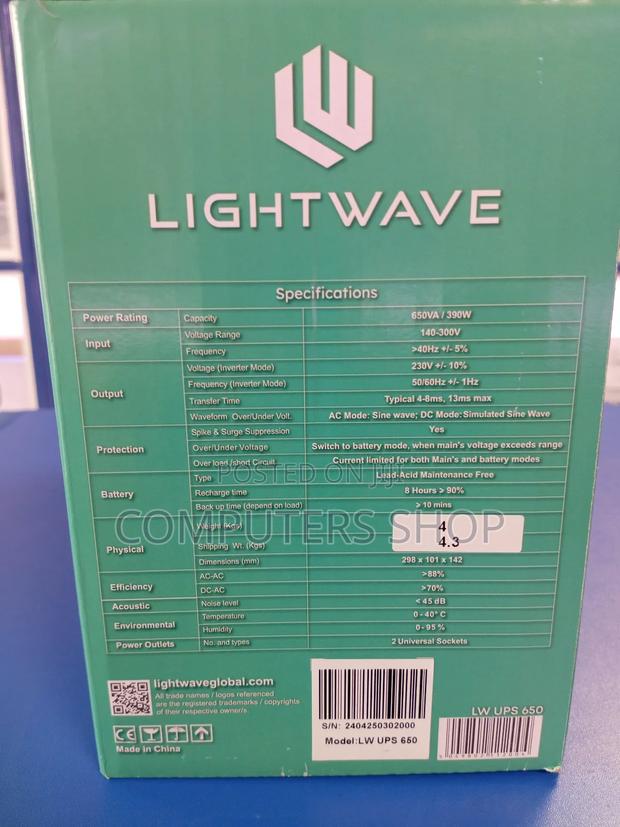 LIGHTWAVE
Specifications
Power Rating Capacity 650VA / 390W
Input Voltage Range 140-300V
Frequency >40Hz +/- 5%
Output Voltage (Inverter Mode) 230V +/- 10%
Frequency (Inverter Mode) 50/60Hz +/- 1Hz
Transfer Time Typical 4-8ms, 13ms max
Waveform Over/Under Volt. AC Mode: Sine wave; DC Mode:Simulated Sine Wave
Protection Spike & Surge Suppression Yes
Over/Under Voltage Switch to battery mode, when main's voltage exceeds range
Over load /short Circuit Current limited for both Main's and battery modes
Battery Type Lead-Acid Maintenance Free
Recharge time 8 Hours > 90%
Back up time (depend on load) > 10 mins
Physical Weight (Kgs) 4
Shipping Wt. (Kgs) 4.3
Dimensions (mm) 298 x 101 x 142
Efficiency AC-AC >88%
DC-AC >70%
Acoustic Noise level < 45 dB
Environmental Temperature 0-40° C
Humidity 0-95 %
Power Outlets No. and types 2 Universal Sockets
POSTED ON JIJI
COMPUTERS SHOP
lightwaveglobal.com
All trade names / logos referenced
are the registered trademarks / copyrights
of their respective owner/s.
CE
Made in China
S/N: 2404250302000
Model:LW UPS 650
LW UPS 650